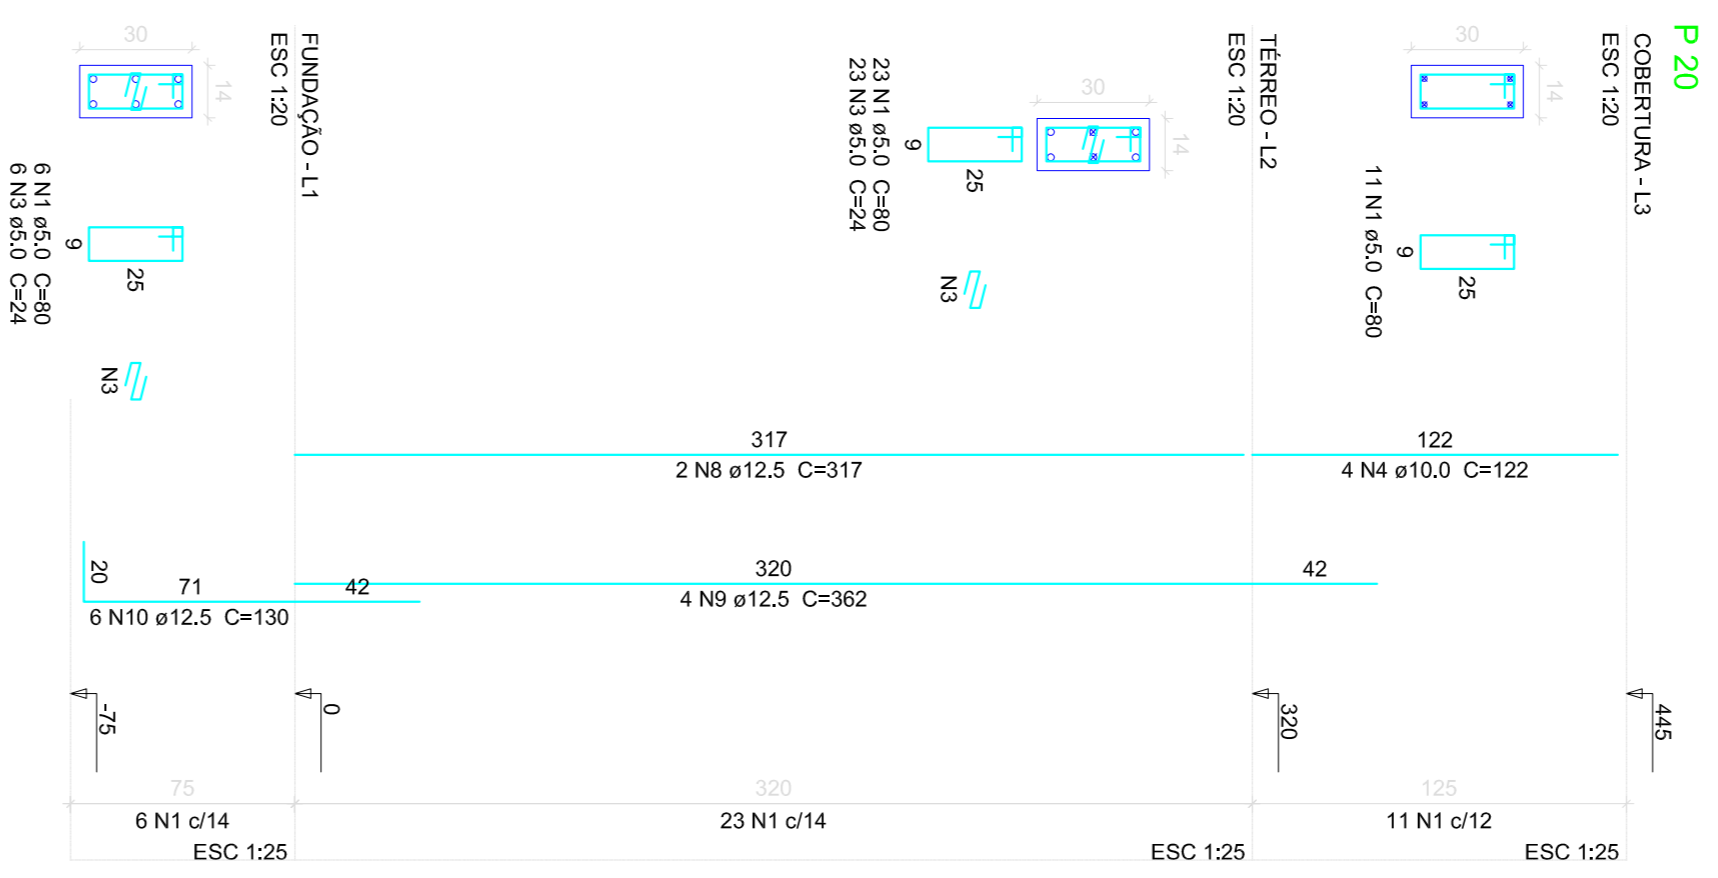 P 20
COBERTURA - L3
ESC 1:20
30
14
9
25
11 N1 ø5.0 C=80
122
4 N4 ø10.0 C=122
445
125
11 N1 c/12
ESC 1:25
TÉRREO - L2
ESC 1:20
30
14
9
25
23 N1 ø5.0 C=80
23 N3 ø5.0 C=24
N3
317
2 N8 ø12.5 C=317
320
42
4 N9 ø12.5 C=362
320
320
23 N1 c/14
ESC 1:25
FUNDAÇÃO - L1
ESC 1:20
30
14
9
25
6 N1 ø5.0 C=80
6 N3 ø5.0 C=24
N3
20
71
42
6 N10 ø12.5 C=130
-75
0
75
6 N1 c/14
ESC 1:25